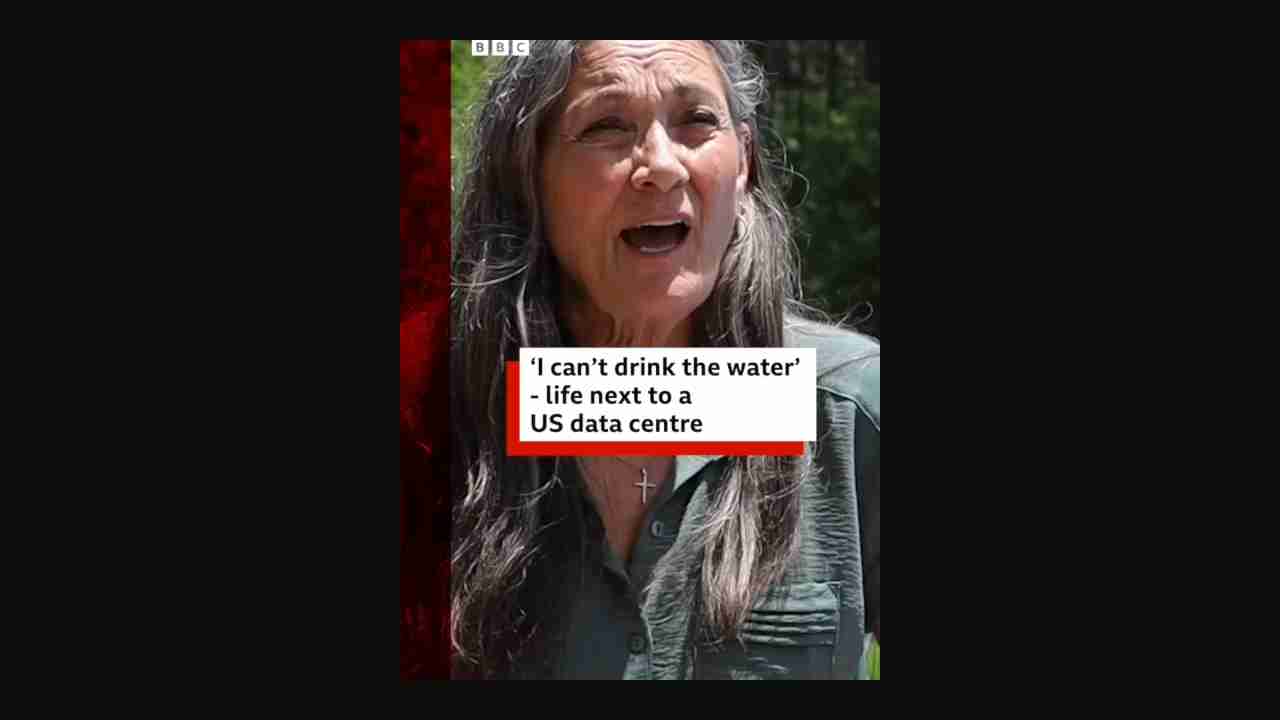 BBC
‘I can’t drink the water’
- life next to a
US data centre